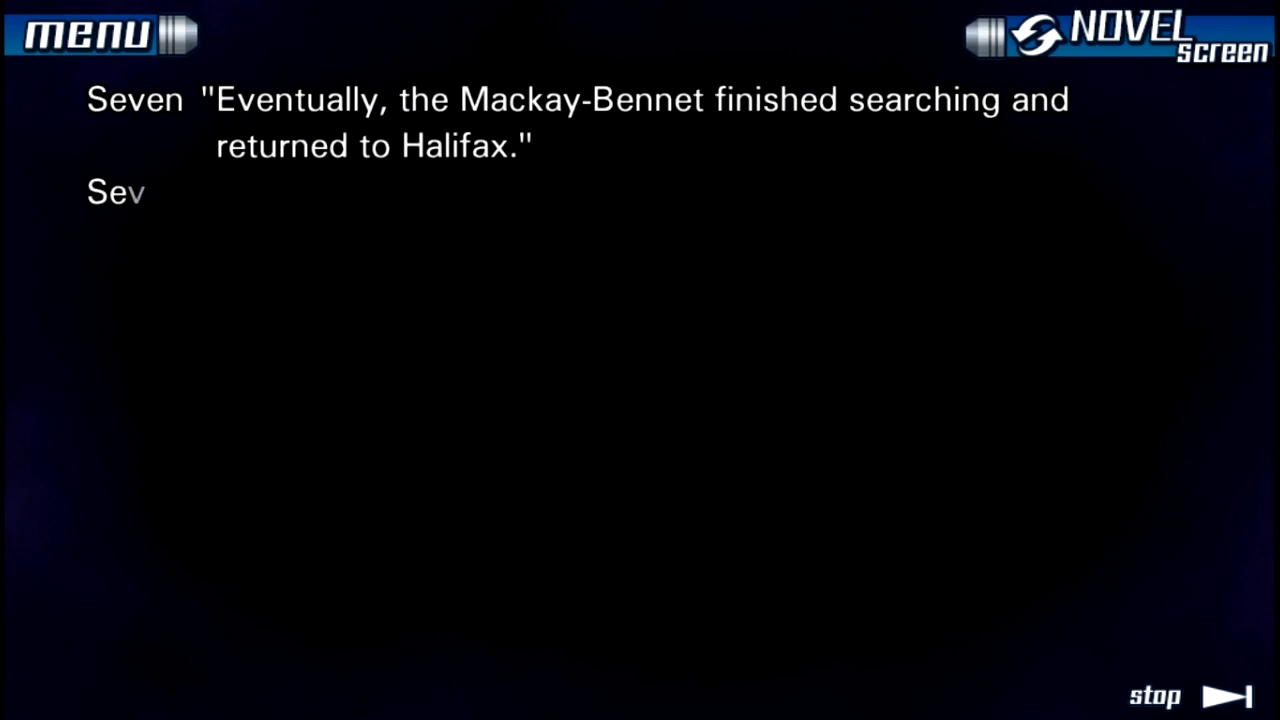 menu
NOVEL
screen
Seven "Eventually, the Mackay-Bennet finished searching and
returned to Halifax."
Sev
stop